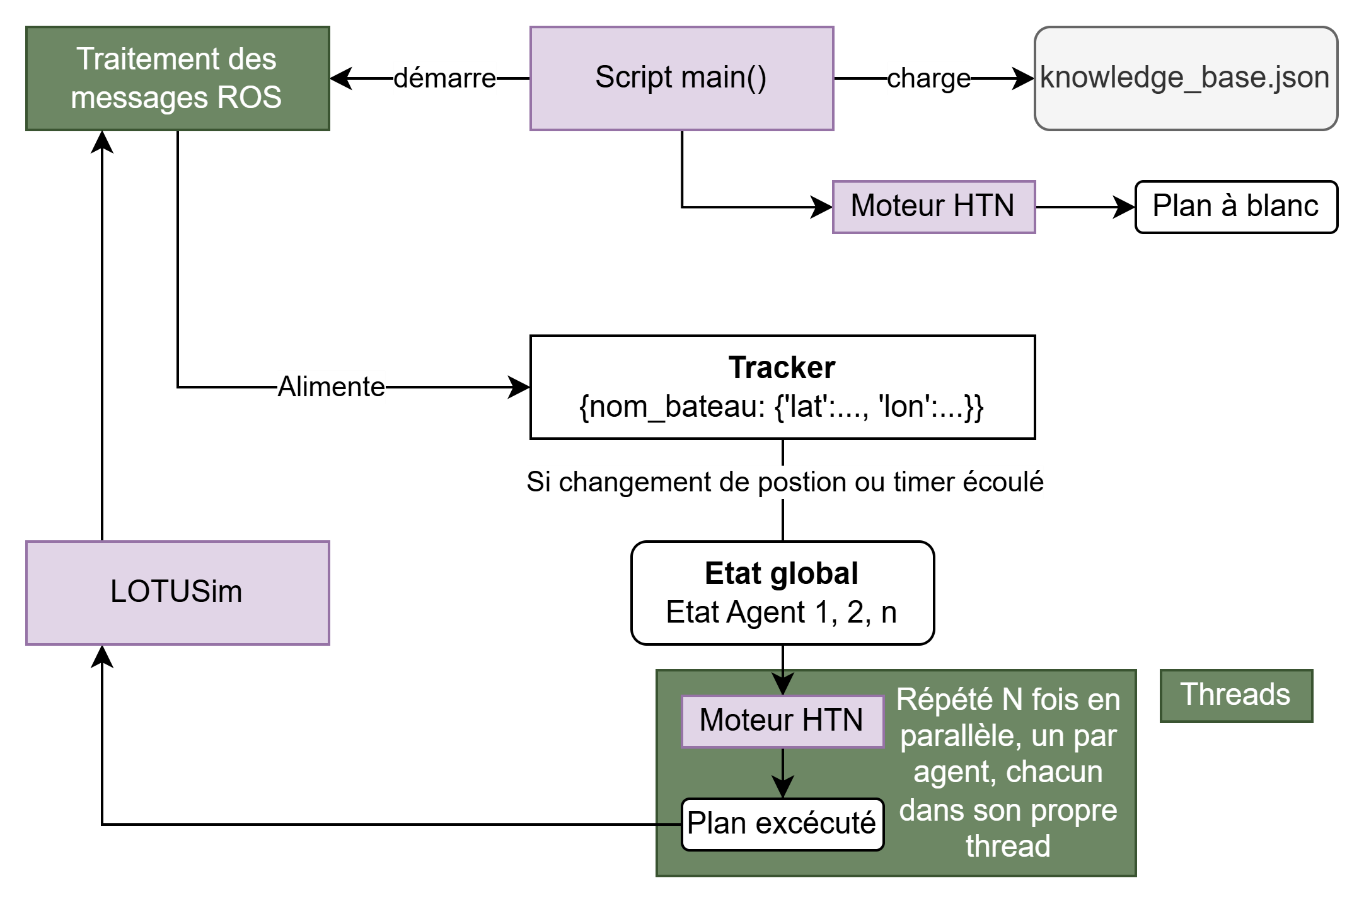 Traitement des
messages ROS
démarre
Script main()
charge
knowledge_base.json
Moteur HTN
Plan à blanc
Alimente
Tracker
{nom_bateau: {'lat':..., 'lon':...}}
Si changement de postion ou timer écoulé
LOTUSim
Etat global
Etat Agent 1, 2, n
Moteur HTN
Plan excécuté
Répété N fois en
parallèle, un par
agent, chacun
dans son propre
thread
Threads